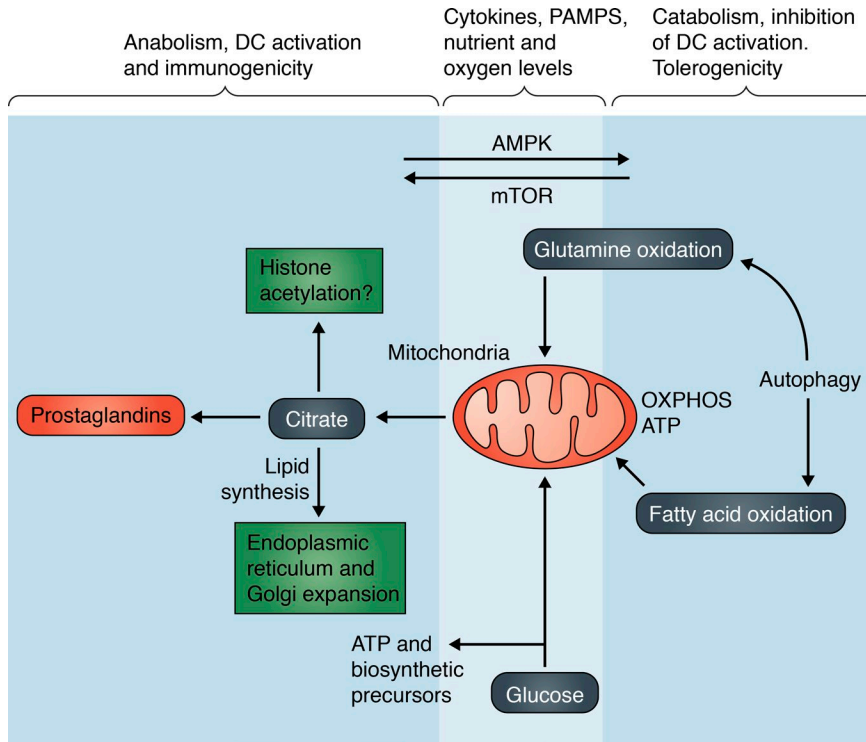 Anabolism, DC activation
and immunogenicity
Cytokines, PAMPS,
nutrient and
oxygen levels
Catabolism, inhibition
of DC activation.
Tolerogenicity
AMPK
mTOR
Glutamine oxidation
Histone
acetylation?
Mitochondria
Autophagy
OXPHOS
ATP
Prostaglandins
Citrate
Lipid
synthesis
Fatty acid oxidation
Endoplasmic
reticulum and
Golgi expansion
ATP and
biosynthetic
precursors
Glucose